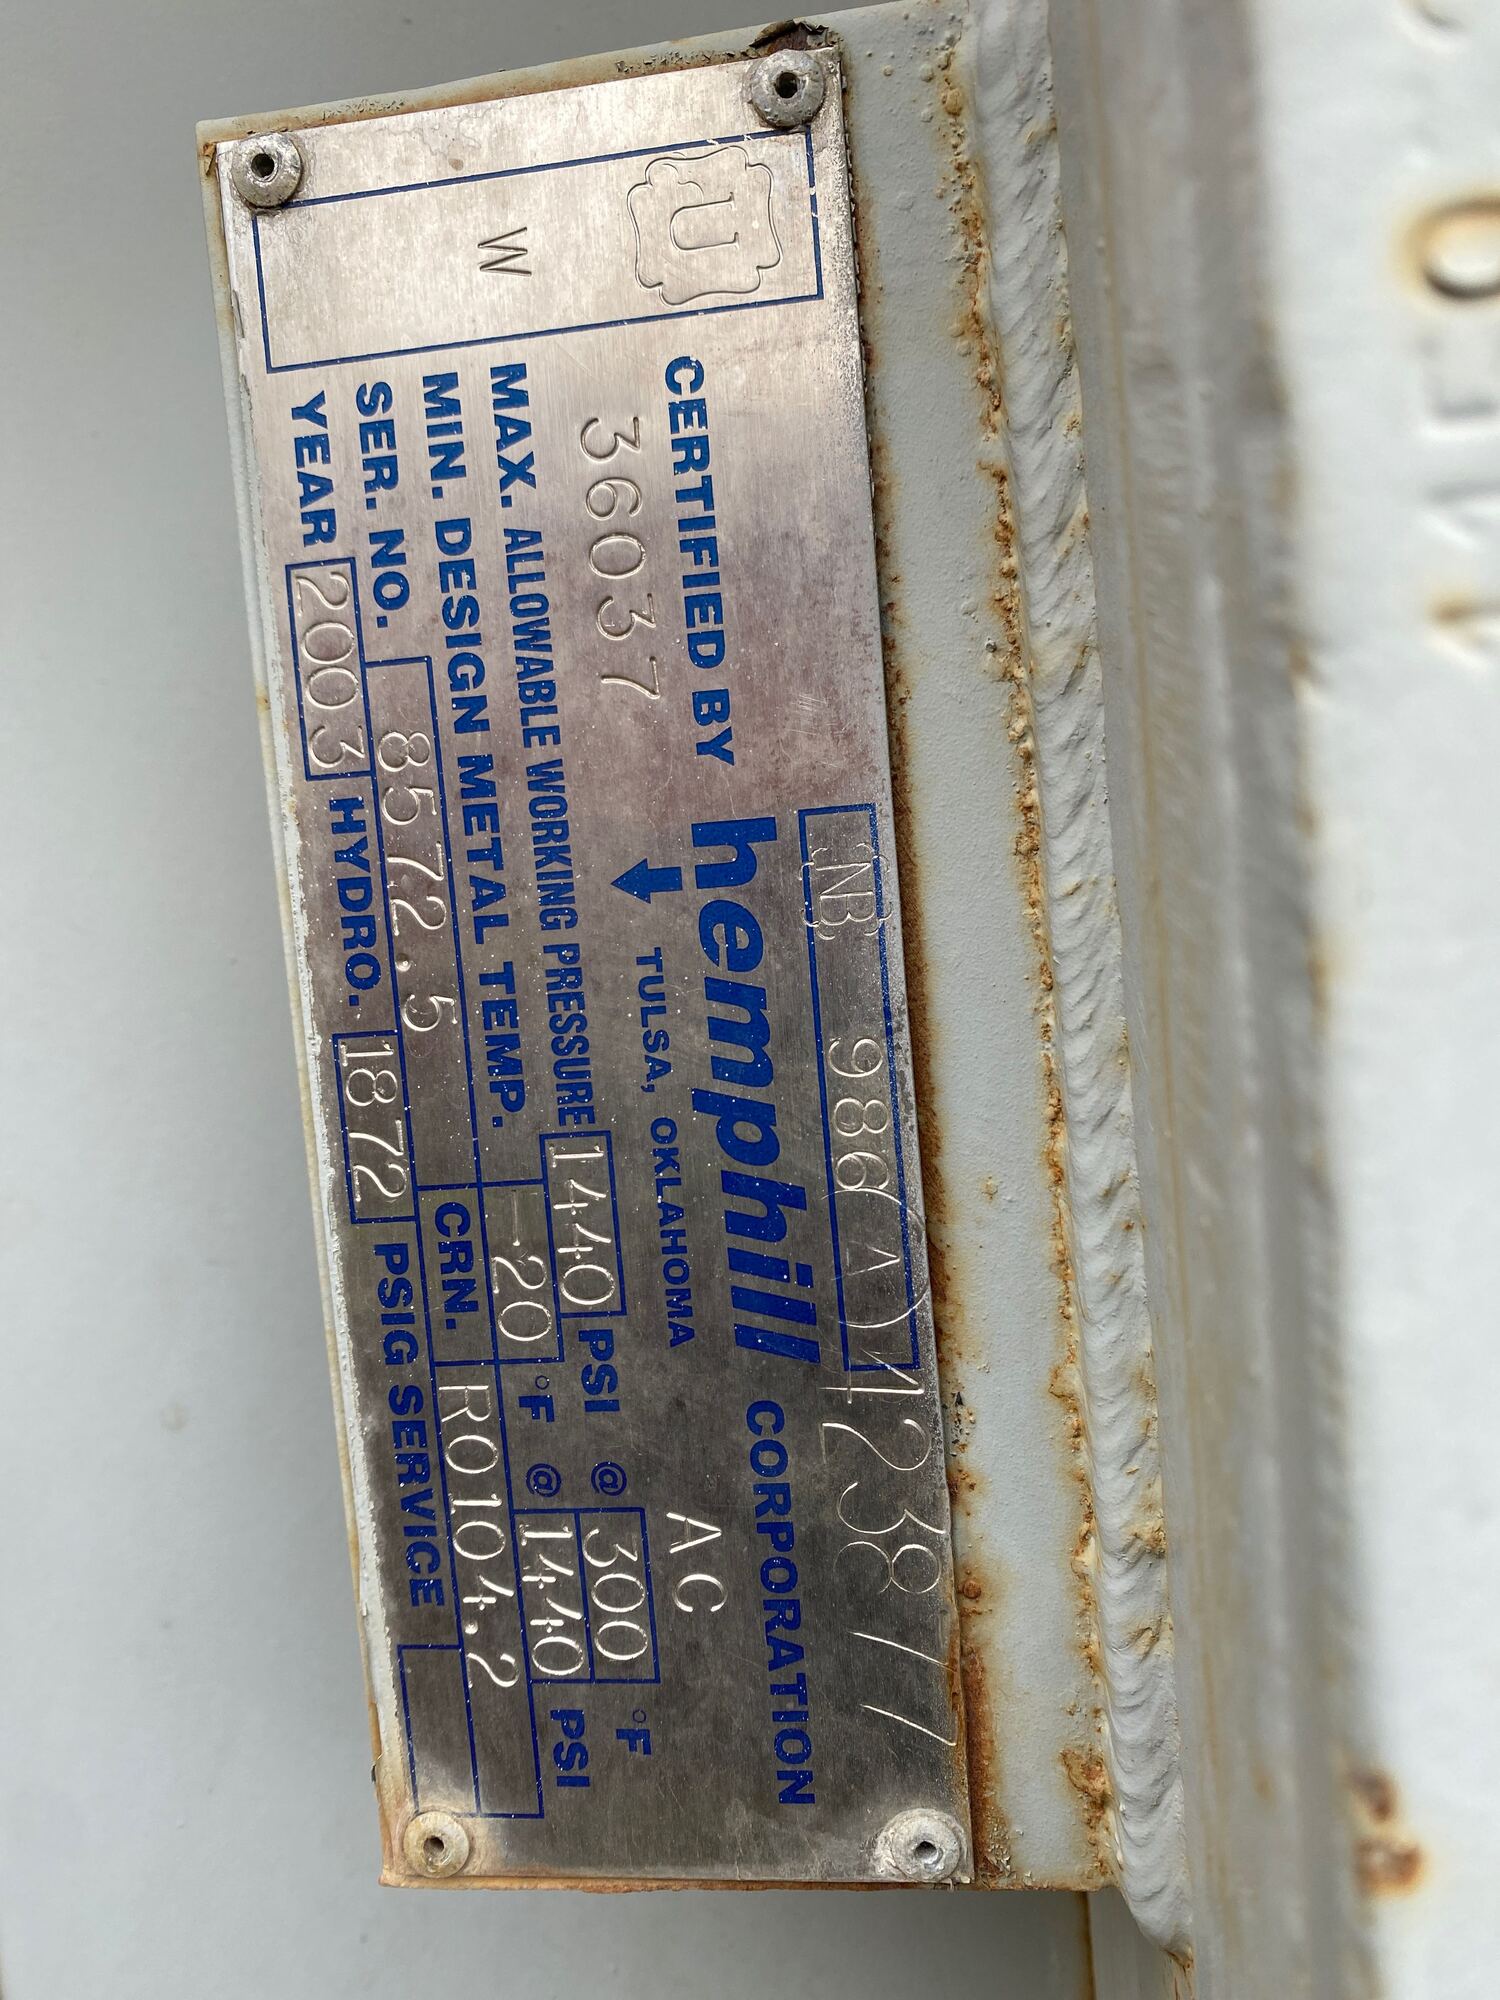 NB 986
A123877
U
CERTIFIED BY hemphill CORPORATION
36037 TULSA, OKLAHOMA AC
W
MAX. ALLOWABLE WORKING PRESSURE 1440 PSI @ 300 °F
MIN. DESIGN METAL TEMP. -20 °F @ 1440 PSI
SER. NO. 8572.5 CRN. R0104.2
YEAR 2003 HYDRO. 1872 PSIG SERVICE